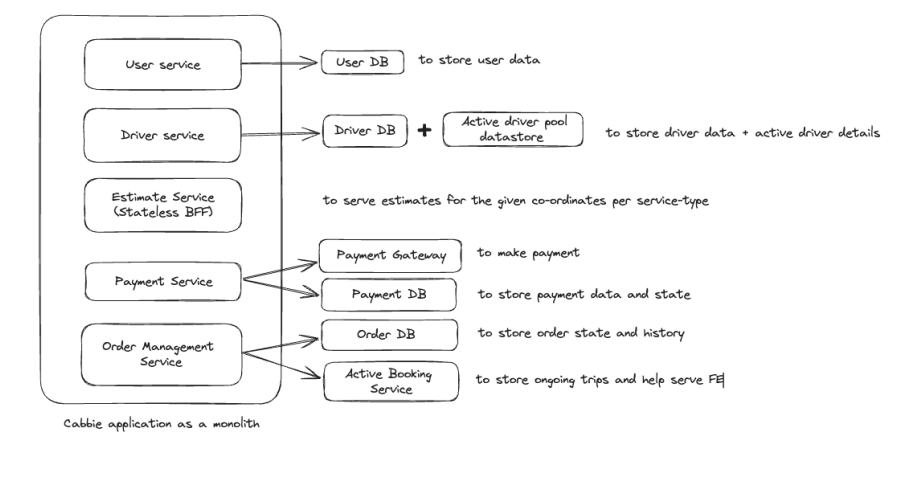 User service
User DB
to store user data
Driver service
Driver DB
+
Active driver pool
datastore
to store driver data + active driver details
Estimate Service
(Stateless BFF)
to serve estimates for the given co-ordinates per service-type
Payment Service
Payment Gateway
to make payment
Payment DB
to store payment data and state
Order Management
Service
Order DB
to store order state and history
Active Booking
Service
to store ongoing trips and help serve FE
Cabbie application as a monolith